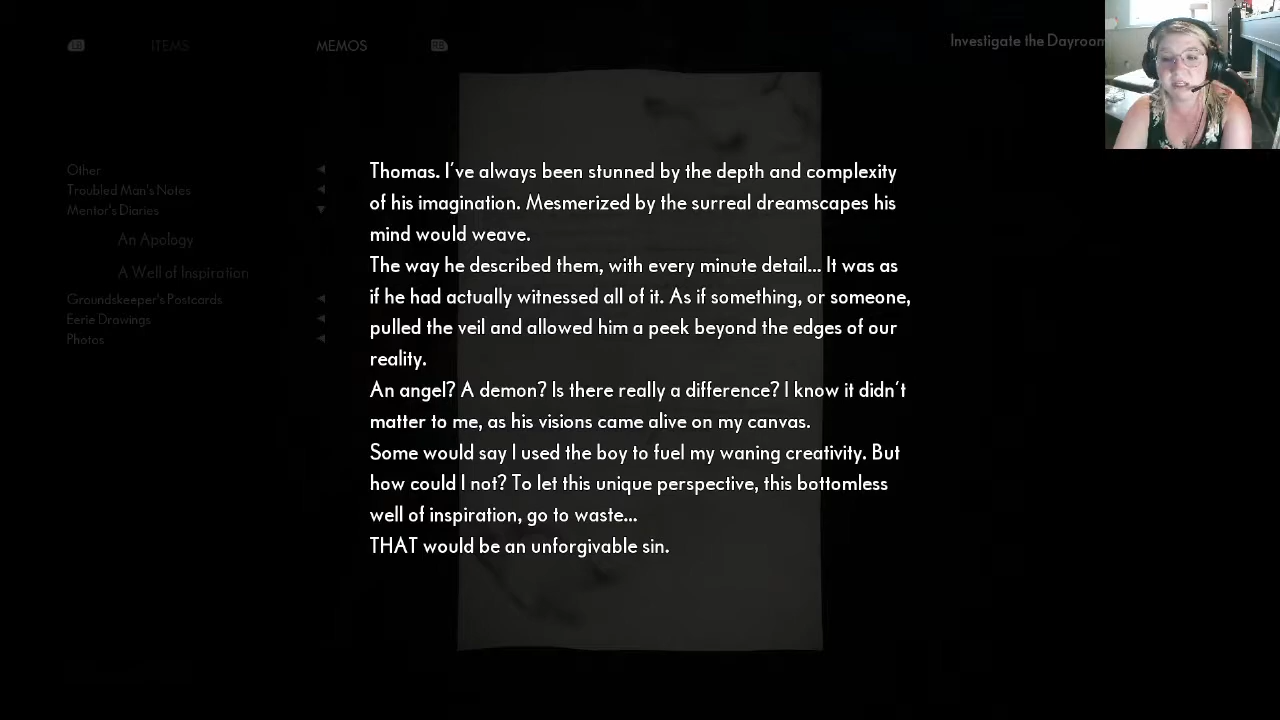 LB ITEMS MEMOS RB Investigate the Dayroom
Other
Troubled Man's Notes
Mentor's Diaries
An Apology
A Well of Inspiration
Groundskeeper's Postcards
Eerie Drawings
Photos
Thomas. I've always been stunned by the depth and complexity
of his imagination. Mesmerized by the surreal dreamscapes his
mind would weave.
The way he described them, with every minute detail... It was as
if he had actually witnessed all of it. As if something, or someone,
pulled the veil and allowed him a peek beyond the edges of our
reality.
An angel? A demon? Is there really a difference? I know it didn't
matter to me, as his visions came alive on my canvas.
Some would say I used the boy to fuel my waning creativity. But
how could I not? To let this unique perspective, this bottomless
well of inspiration, go to waste...
THAT would be an unforgivable sin.